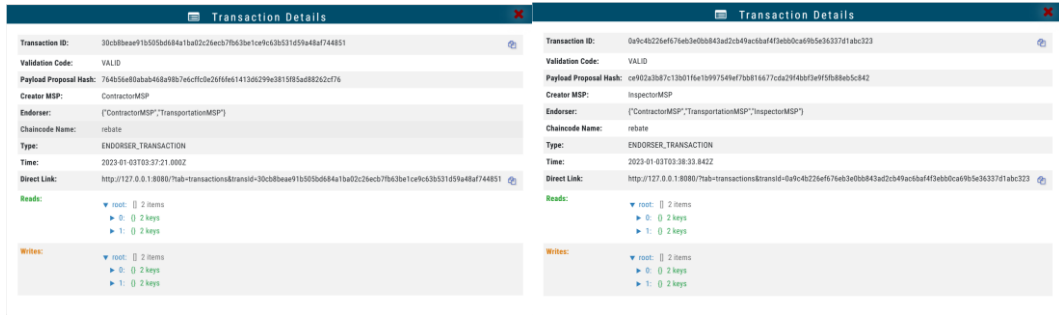 Transaction Details
Transaction ID: 30cb8beae91b505bd684a1ba02c26ecb7fb63be1ce9c63b531d59a48af744851
Validation Code: VALID
Payload Proposal Hash: 764b56e80abab468a98b7e6cffc0e26f6fe61413d6299e3815f85ad88262cf76
Creator MSP: ContractorMSP
Endorser: {"ContractorMSP","TransportationMSP"}
Chaincode Name: rebate
Type: ENDORSER_TRANSACTION
Time: 2023-01-03T03:37:21.000Z
Direct Link: http://127.0.0.1:8080/?tab=transactions&transId=30cb8beae91b505bd684a1ba02c26ecb7fb63be1ce9c63b531d59a48af744851
Reads:
root: [] 2 items
0: {} 2 keys
1: {} 2 keys
Writes:
root: [] 2 items
0: {} 2 keys
1: {} 2 keys
Transaction Details
Transaction ID: 0a9c4b226ef676eb3e0bb843ad2cb49ac6baf4f3ebb0ca69b5e36337d1abc323
Validation Code: VALID
Payload Proposal Hash: ce902a3b87c13b01f6e1b997549ef7bb816677cda29f4bbf3e9f5fb88eb5c842
Creator MSP: InspectorMSP
Endorser: {"ContractorMSP","TransportationMSP","InspectorMSP"}
Chaincode Name: rebate
Type: ENDORSER_TRANSACTION
Time: 2023-01-03T03:38:33.842Z
Direct Link: http://127.0.0.1:8080/?tab=transactions&transId=0a9c4b226ef676eb3e0bb843ad2cb49ac6baf4f3ebb0ca69b5e36337d1abc323
Reads:
root: [] 2 items
0: {} 2 keys
1: {} 2 keys
Writes:
root: [] 2 items
0: {} 2 keys
1: {} 2 keys